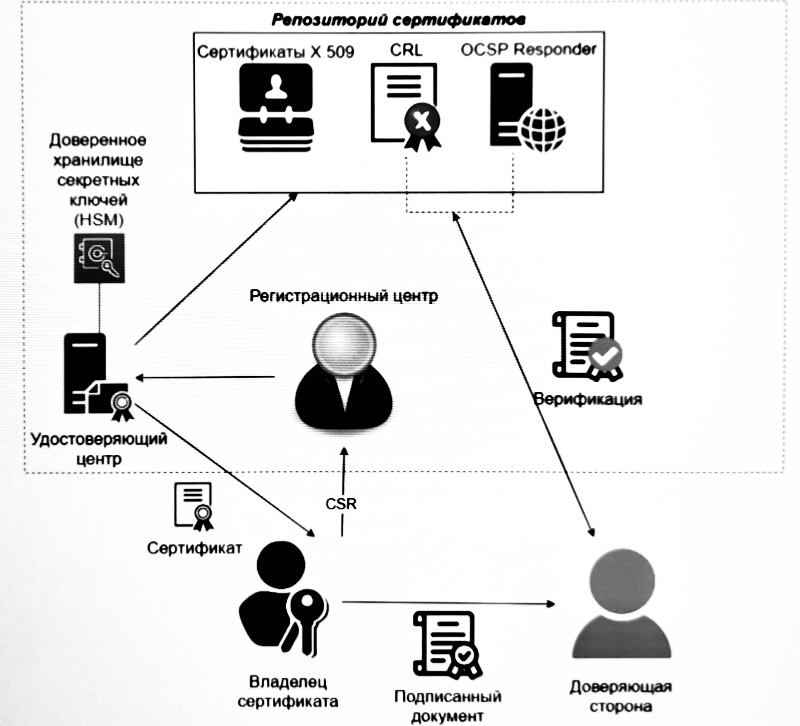 Репозиторий сертификатов
Сертификаты X 509
CRL
OCSP Responder
Доверенное
хранилище
секретных
ключей
(HSM)
Регистрационный центр
Верификация
Удостоверяющий
центр
CSR
Сертификат
Владелец
сертификата
Подписанный
документ
Доверяющая
сторона